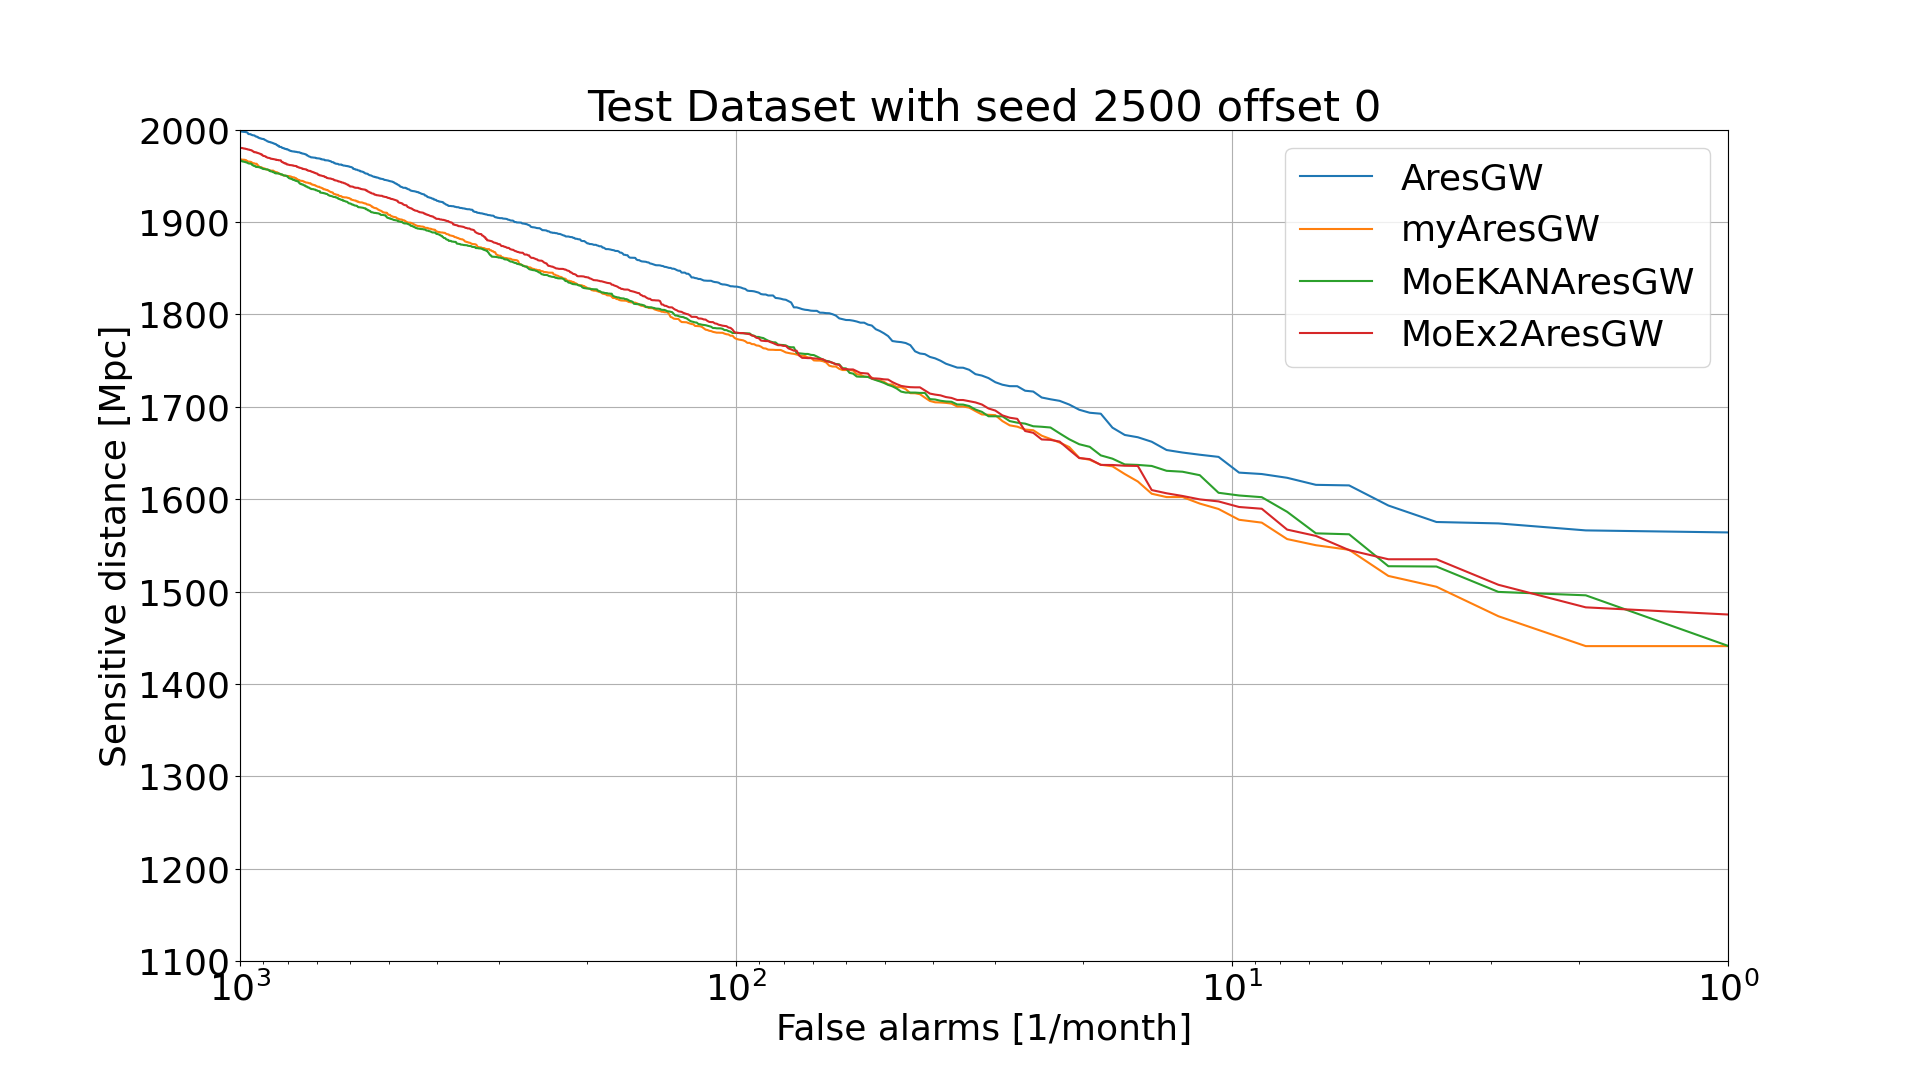 Test Dataset with seed 2500 offset 0
2000
1900
1800
1700
1600
1500
1400
1300
1200
1100
Sensitive distance [Mpc]
AresGW
myAresGW
MoEKANAresGW
MoEx2AresGW
10³
10²
10¹
10⁰
False alarms [1/month]